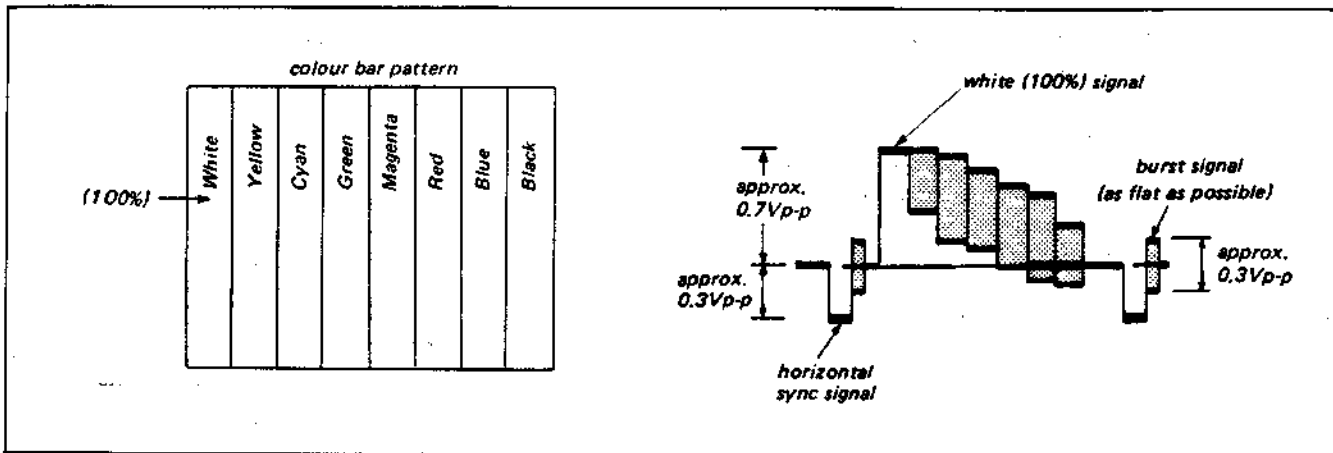 colour bar pattern
(100%)
White
Yellow
Cyan
Green
Magenta
Red
Blue
Black
white (100%) signal
approx.
0.7Vp-p
approx.
0.3Vp-p
horizontal
sync signal
burst signal
(as flat as possible)
approx.
0.3Vp-p